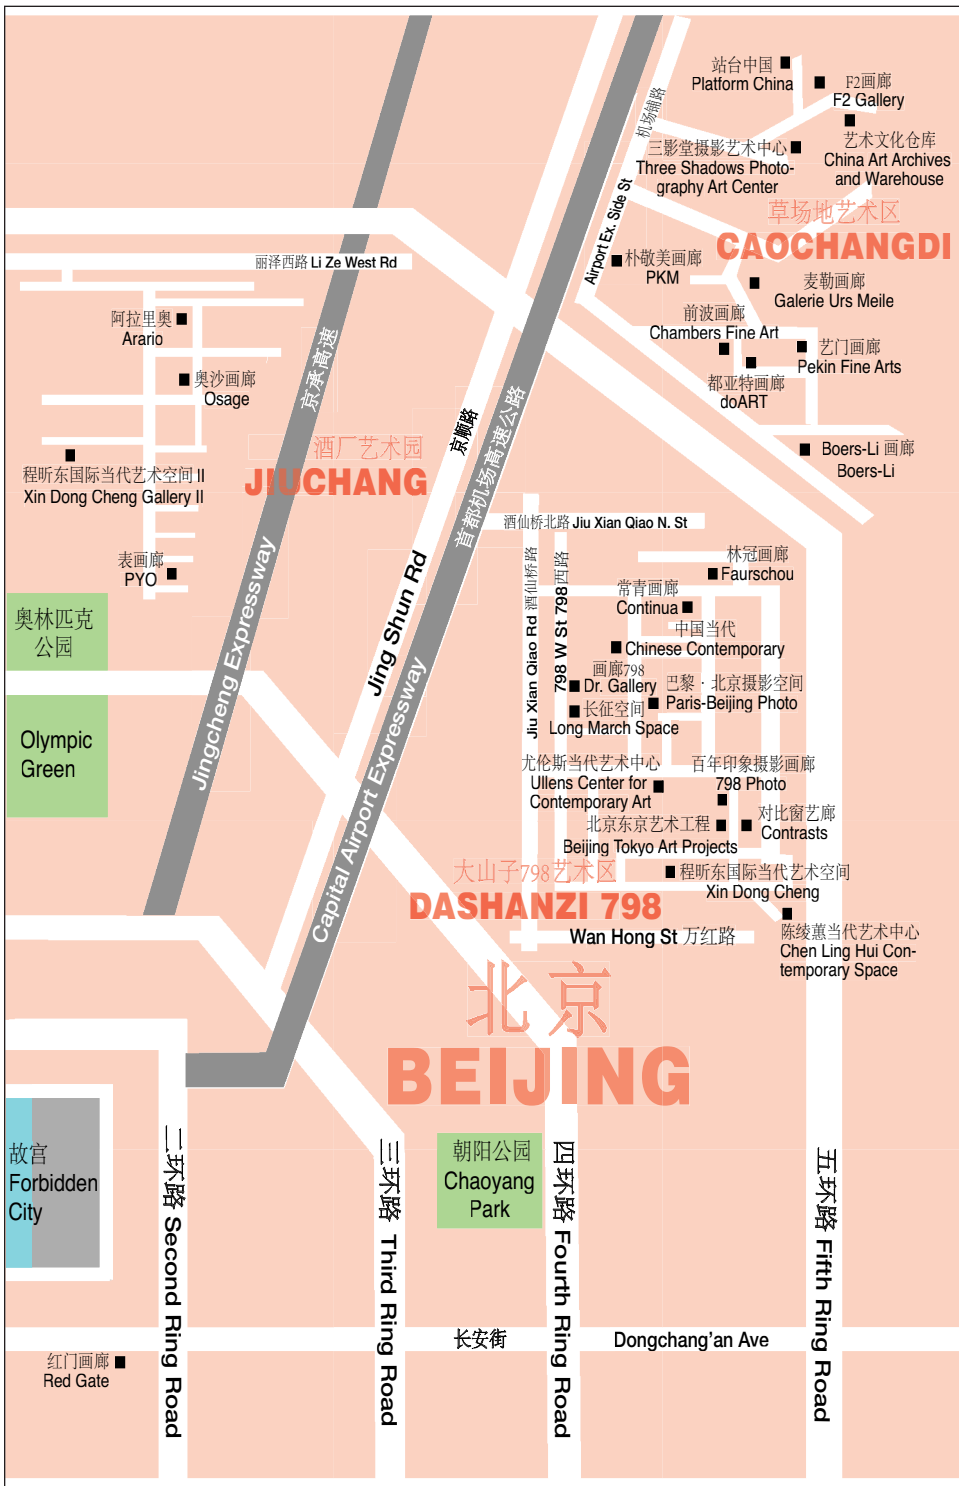 站台中国
Platform China
F2画廊
F2 Gallery
机场铺路
Airport Ex. Side St
三影堂摄影艺术中心
Three Shadows Photo-
graphy Art Center
艺术文化仓库
China Art Archives
and Warehouse
草场地艺术区
CAOCHANGDI
丽泽西路 Li Ze West Rd
朴敬美画廊
PKM
麦勒画廊
Galerie Urs Meile
阿拉里奥
Arario
前波画廊
Chambers Fine Art
艺门画廊
Pekin Fine Arts
奥沙画廊
Osage
都亚特画廊
doART
京承高速
Jingcheng Expressway
京顺路
Jing Shun Rd
首都机场高速公路
Capital Airport Expressway
酒厂艺术园
JIUCHANG
Boers-Li 画廊
Boers-Li
程昕东国际当代艺术空间 II
Xin Dong Cheng Gallery II
酒仙桥北路 Jiu Xian Qiao N. St
表画廊
PYO
林冠画廊
Faurschou
Jiu Xian Qiao Rd 酒仙桥路
798 W St 798西路
常青画廊
Continua
奥林匹克
公园
Olympic
Green
中国当代
Chinese Contemporary
画廊798
Dr. Gallery
巴黎·北京摄影空间
Paris-Beijing Photo
长征空间
Long March Space
尤伦斯当代艺术中心
Ullens Center for
Contemporary Art
百年印象摄影画廊
798 Photo
北京东京艺术工程
Beijing Tokyo Art Projects
对比窗艺廊
Contrasts
大山子798艺术区
DASHANZI 798
程昕东国际当代艺术空间
Xin Dong Cheng
Wan Hong St 万红路
陈绫蕙当代艺术中心
Chen Ling Hui Con-
temporary Space
北京
BEIJING
故宫
Forbidden
City
朝阳公园
Chaoyang
Park
二环路 Second Ring Road
三环路 Third Ring Road
四环路 Fourth Ring Road
五环路 Fifth Ring Road
长安街
Dongchang'an Ave
红门画廊
Red Gate